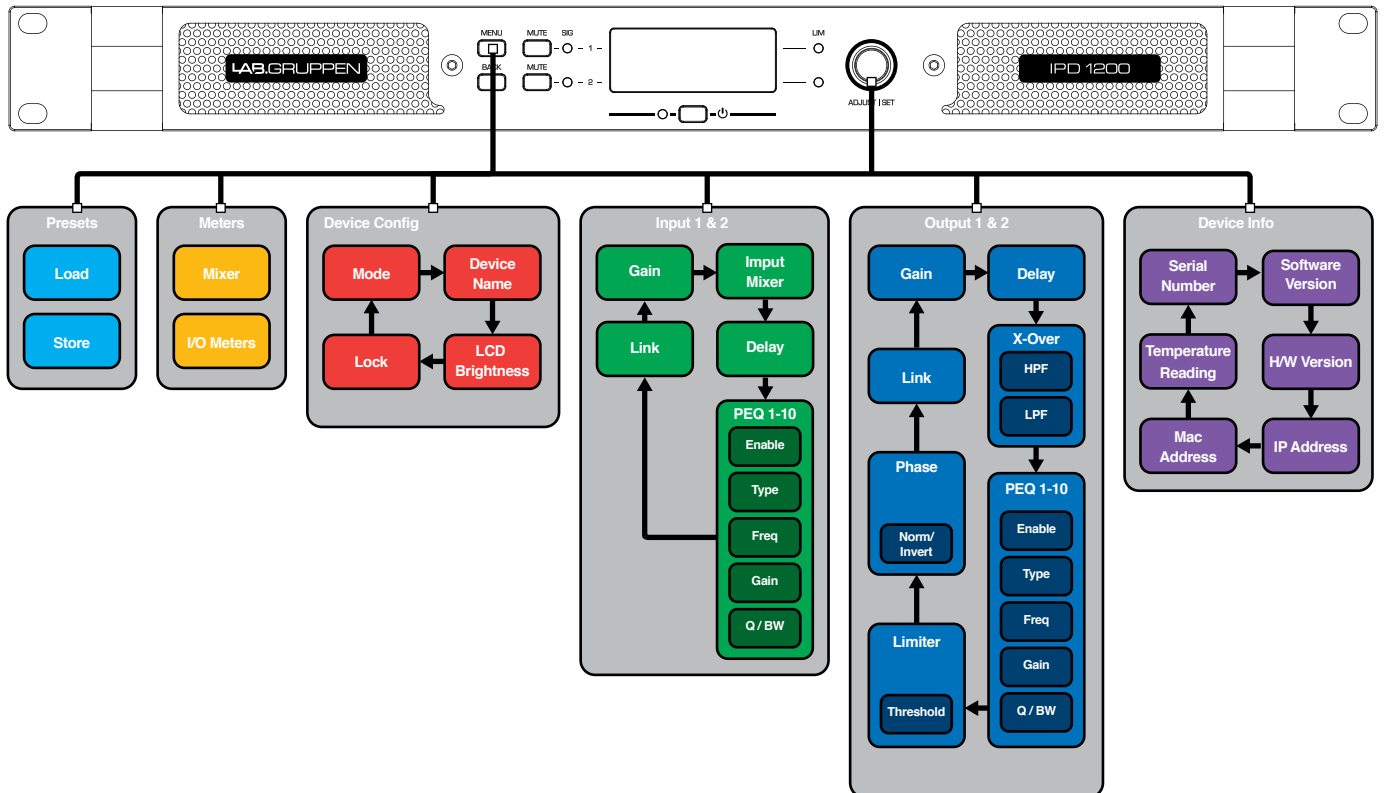 MENU
MUTE
SIG
1
LIM
LAB.GRUPPEN
BACK
MUTE
2
IPD 1200
ADJUST | SET
Presets
Load
Store
Meters
Mixer
I/O Meters
Device Config
Mode
Device
Name
Lock
LCD
Brightness
Input 1 & 2
Gain
Imput
Mixer
Link
Delay
PEQ 1-10
Enable
Type
Freq
Gain
Q / BW
Output 1 & 2
Gain
Delay
X-Over
HPF
LPF
Link
Phase
Norm/
Invert
PEQ 1-10
Enable
Type
Freq
Gain
Q / BW
Limiter
Threshold
Device Info
Serial
Number
Software
Version
Temperature
Reading
H/W Version
Mac
Address
IP Address